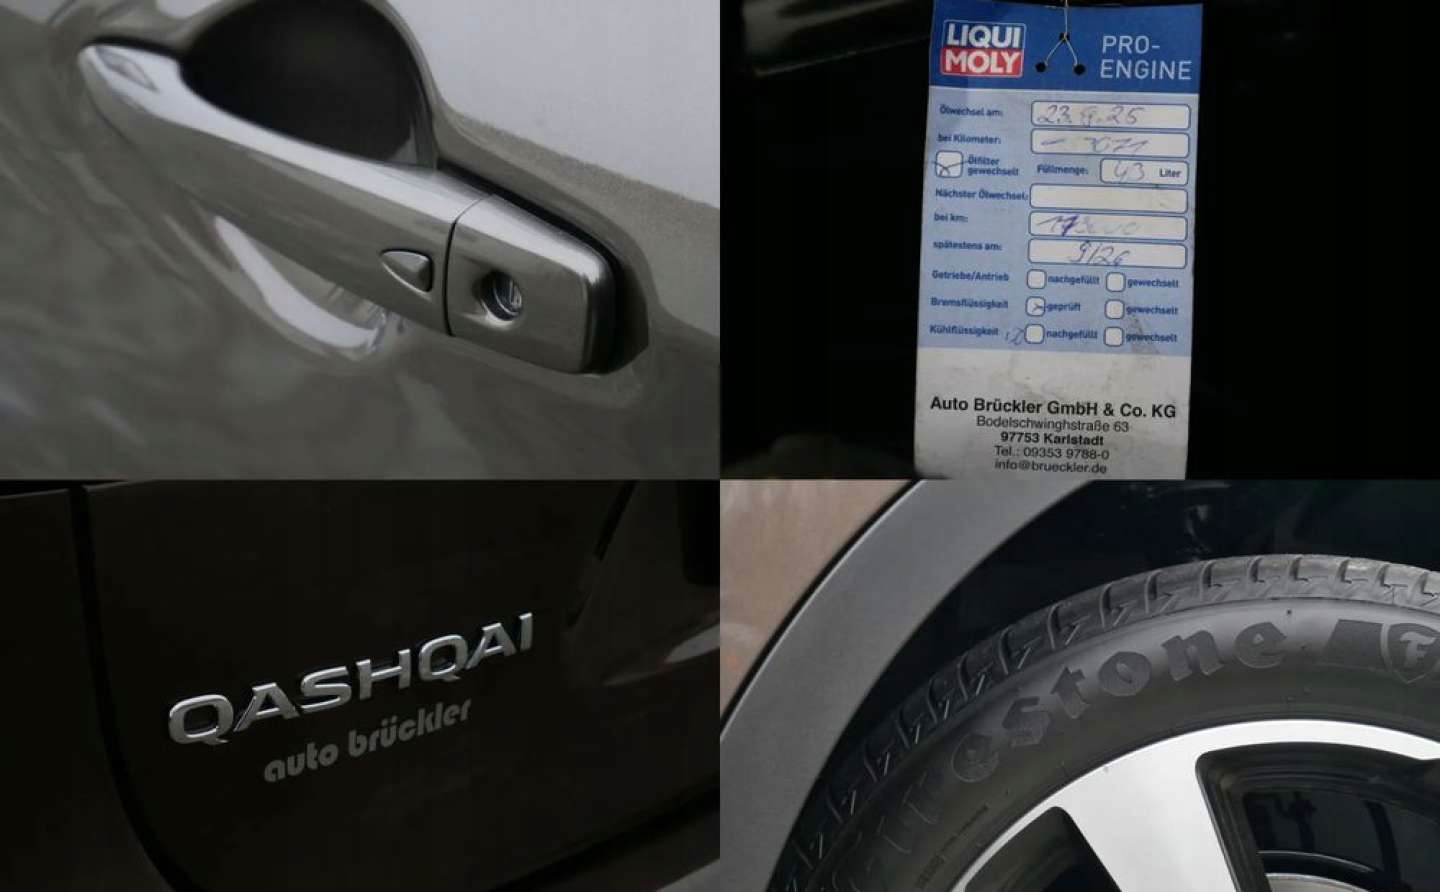 LIQUI
MOLY
PRO-
ENGINE
Ölwechsel am: 23.9.25
bei Kilometer:
Ölfilter
gewechselt
Füllmenge: 4,3 Liter
Nächster Ölwechsel:
bei km:
spätestens am: 9/26
Getriebe/Antrieb nachgefüllt gewechselt
Bremsflüssigkeit geprüft gewechselt
Kühlflüssigkeit nachgefüllt gewechselt
Auto Brückler GmbH & Co. KG
Bodelschwinghstraße 63
97753 Karlstadt
Tel.: 09353 9788-0
info@brueckler.de
QASHQAI
auto brückler
Firestone F